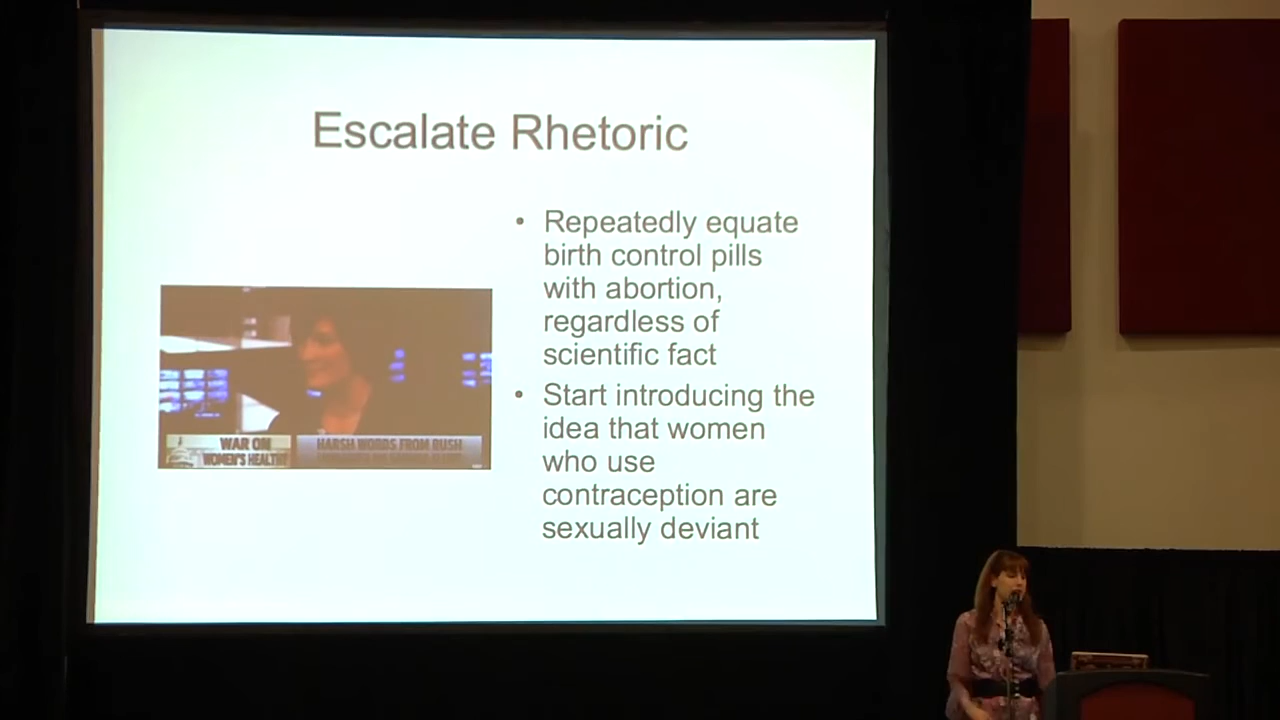 Escalate Rhetoric
• Repeatedly equate
birth control pills
with abortion,
regardless of
scientific fact
• Start introducing the
idea that women
who use
contraception are
sexually deviant
WAR ON
WOMEN'S HEALTH
HARSH WORDS FROM RUSH